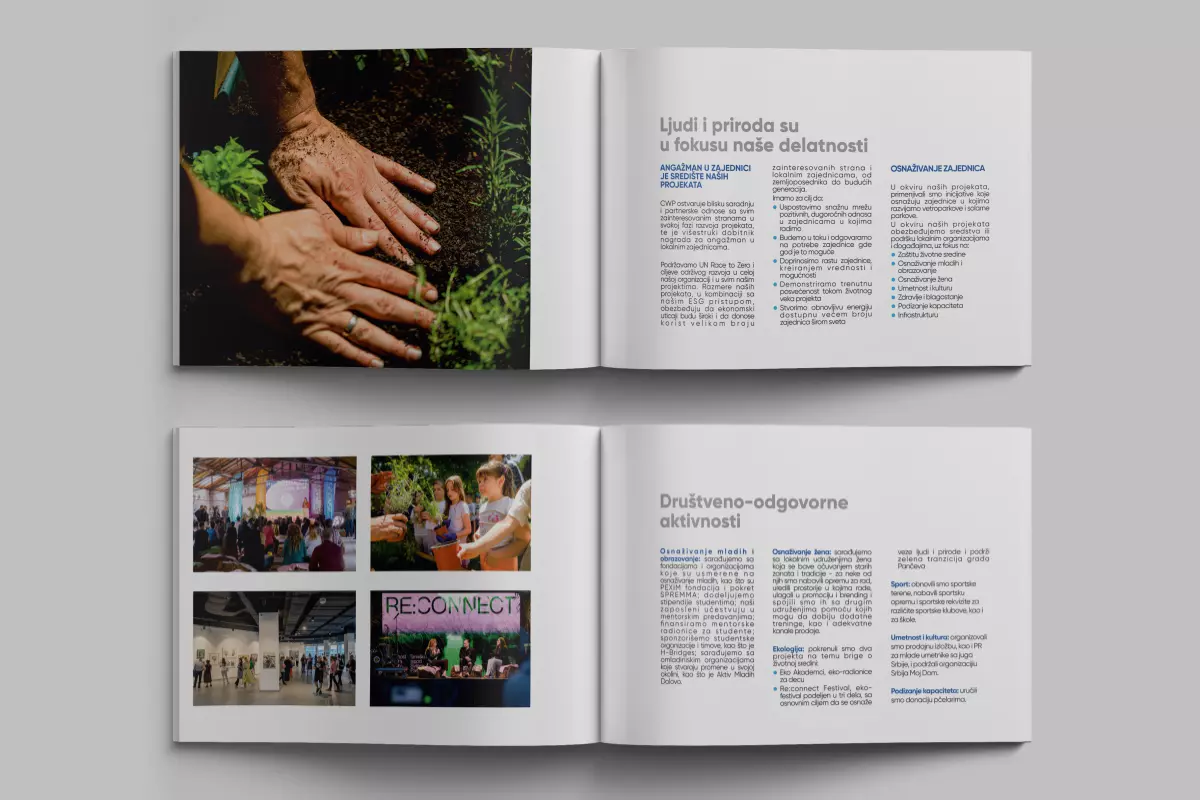 Ljudi i priroda su
u fokusu naše delatnosti
ANGAŽMAN U ZAJEDNICI
JE SREDIŠTE NAŠIH
PROJEKATA
CWP ostvaruje blisku saradnju
i partnerske odnose sa svim
zainteresovanim stranama u
svakoj fazi razvoja projekata,
te je višestruki dobitnik
nagrada za angažman u
lokalnim zajednicama.
Podržavamo UN Race to Zero i
ciljeve održivog razvoja u celoj
našoj organizaciji i u svim našim
projektima. Razmere naših
projekata, u kombinaciji sa
našim ESG pristupom,
obezbeđuju da ekonomski
uticaji budu široki i da donose
korist velikom broju
zainteresovanih strana i
lokalnim zajednicama, od
zemljoposednika do budućih
generacija.
Imamo za cilj da:
Uspostavimo snažnu mrežu
pozitivnih, dugoročnih odnosa
u zajednicama u kojima
radimo
Budemo u toku i odgovaramo
na potrebe zajednice gde
god je to moguće
Doprinosimo rastu zajednice,
kreiranjem vrednosti i
mogućnosti
Demonstriramo trenutnu
posvećenost tokom životnog
veka projekta
Stvorimo obnovljivu energiju
dostupnu većem broju
zajednica širom sveta
OSNAŽIVANJE ZAJEDNICA
U okviru naših projekata,
primenjivali smo inicijative koje
osnažuju zajednice u kojima
razvijamo vetroparkove i solarne
parkove.
U okviru naših projekata
obezbeđujemo sredstva ili
podršku lokalnim organizacijama
i događajima, uz fokus na:
Zaštitu životne sredine
Osnaživanje mladih i
obrazovanje
Osnaživanje žena
Umetnost i kulturu
Zdravlje i blagostanje
Podizanje kapaciteta
Infrastrukturu
RE:CONNECT
Društveno-odgovorne
aktivnosti
Osnaživanje mladih i
obrazovanje: sarađujemo sa
fondacijama i organizacijama
koje su usmerene na
osnaživanje mladih, kao što su
PEXIM fondacija i pokret
SPREMMA; dodeljujemo
stipendije studentima; naši
zaposleni učestvuju u
mentorskim predavanjima;
finansiramo mentorske
radionice za studente;
sponzorišemo studentske
organizacije i timove, kao što je
H-Bridges; sarađujemo sa
omladinskim organizacijama
koje stvaraju promene u svojoj
okolini, kao što je Aktiv Mladih
Dolova.
Osnaživanje žena: sarađujemo
sa lokalnim udruženjima žena
koja se bave očuvanjem starih
zanata i tradicije - za neke od
njih smo nabavili opremu za rad,
uredili prostorije u kojima rade,
ulagali u promociju i brending i
spojili smo ih sa drugim
udruženjima pomoću kojih
mogu da dobiju dodatne
treninge, kao i adekvatne
kanale prodaje.
Ekologija: pokrenuli smo dva
projekta na temu brige o
životnoj sredini:
Eko Akademci, eko-radionice
za decu
Re:connect Festival, eko-
festival podeljen u tri dela, sa
osnovnim ciljem da se osnaže
veze ljudi i prirode i podrži
zelena tranzicija grada
Pančeva
Sport: obnovili smo sportske
terene, nabavili sportsku
opremu i sportske rekvizite za
različite sportske klubove, kao i
za škole.
Umetnost i kultura: organizovali
smo prodajnu izložbu, kao i PR
za mlade umetnike sa juga
Srbije, i podržali organizaciju
Srbija Moj Dom.
Podizanje kapaciteta: uručili
smo donaciju pčelarima.